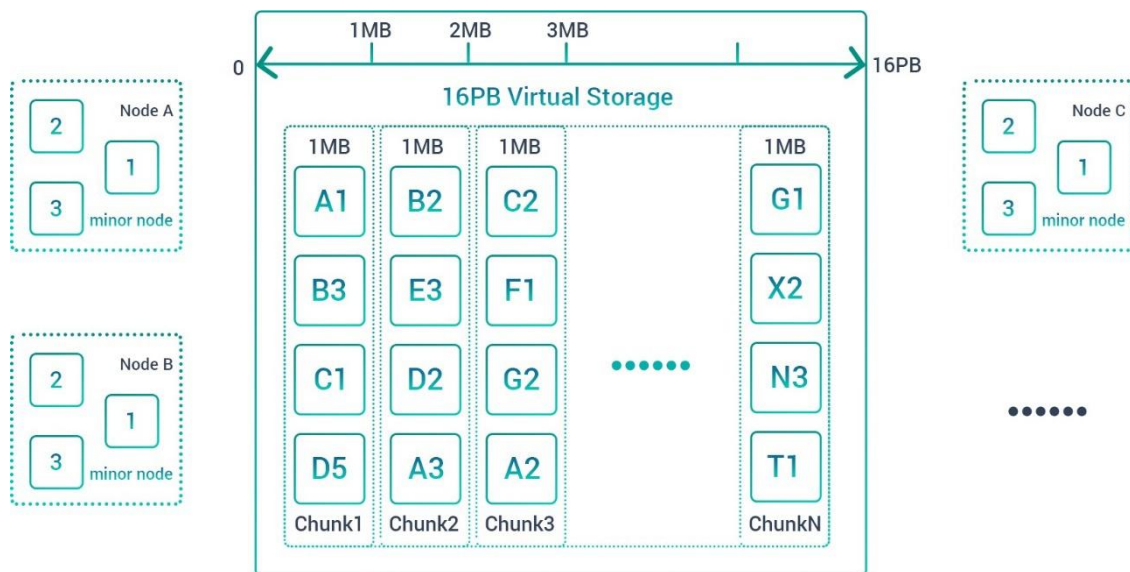 1MB 2MB 3MB
0 16PB
16PB Virtual Storage
Node A
2
1
3
minor node
Node B
2
1
3
minor node
1MB 1MB 1MB 1MB
A1 B2 C2 G1
B3 E3 F1 X2
C1 D2 G2 N3
D5 A3 A2 T1
Chunk1 Chunk2 Chunk3 ChunkN
Node C
2
1
3
minor node